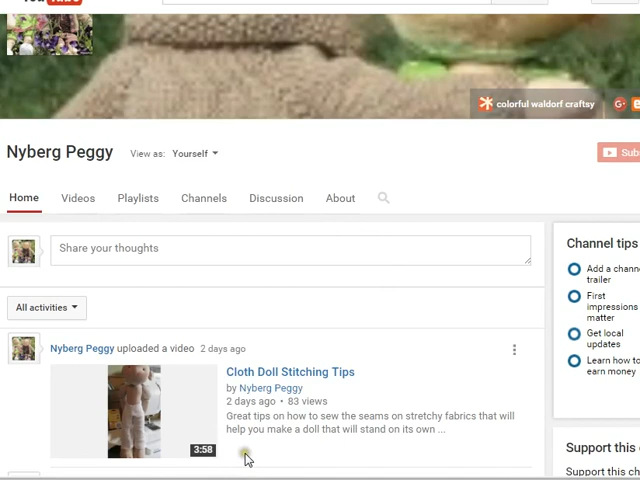 colorful waldorf craftsy
Nyberg Peggy
View as: Yourself
Home Videos Playlists Channels Discussion About
Share your thoughts
Channel tips
Add a chann
trailer
First
impressions
matter
Get local
updates
Learn how to
earn money
All activities
Nyberg Peggy uploaded a video 2 days ago
Cloth Doll Stitching Tips
by Nyberg Peggy
2 days ago • 83 views
Great tips on how to sew the seams on stretchy fabrics that will
help you make a doll that will stand on its own ...
3:58
Support this
Support this ch